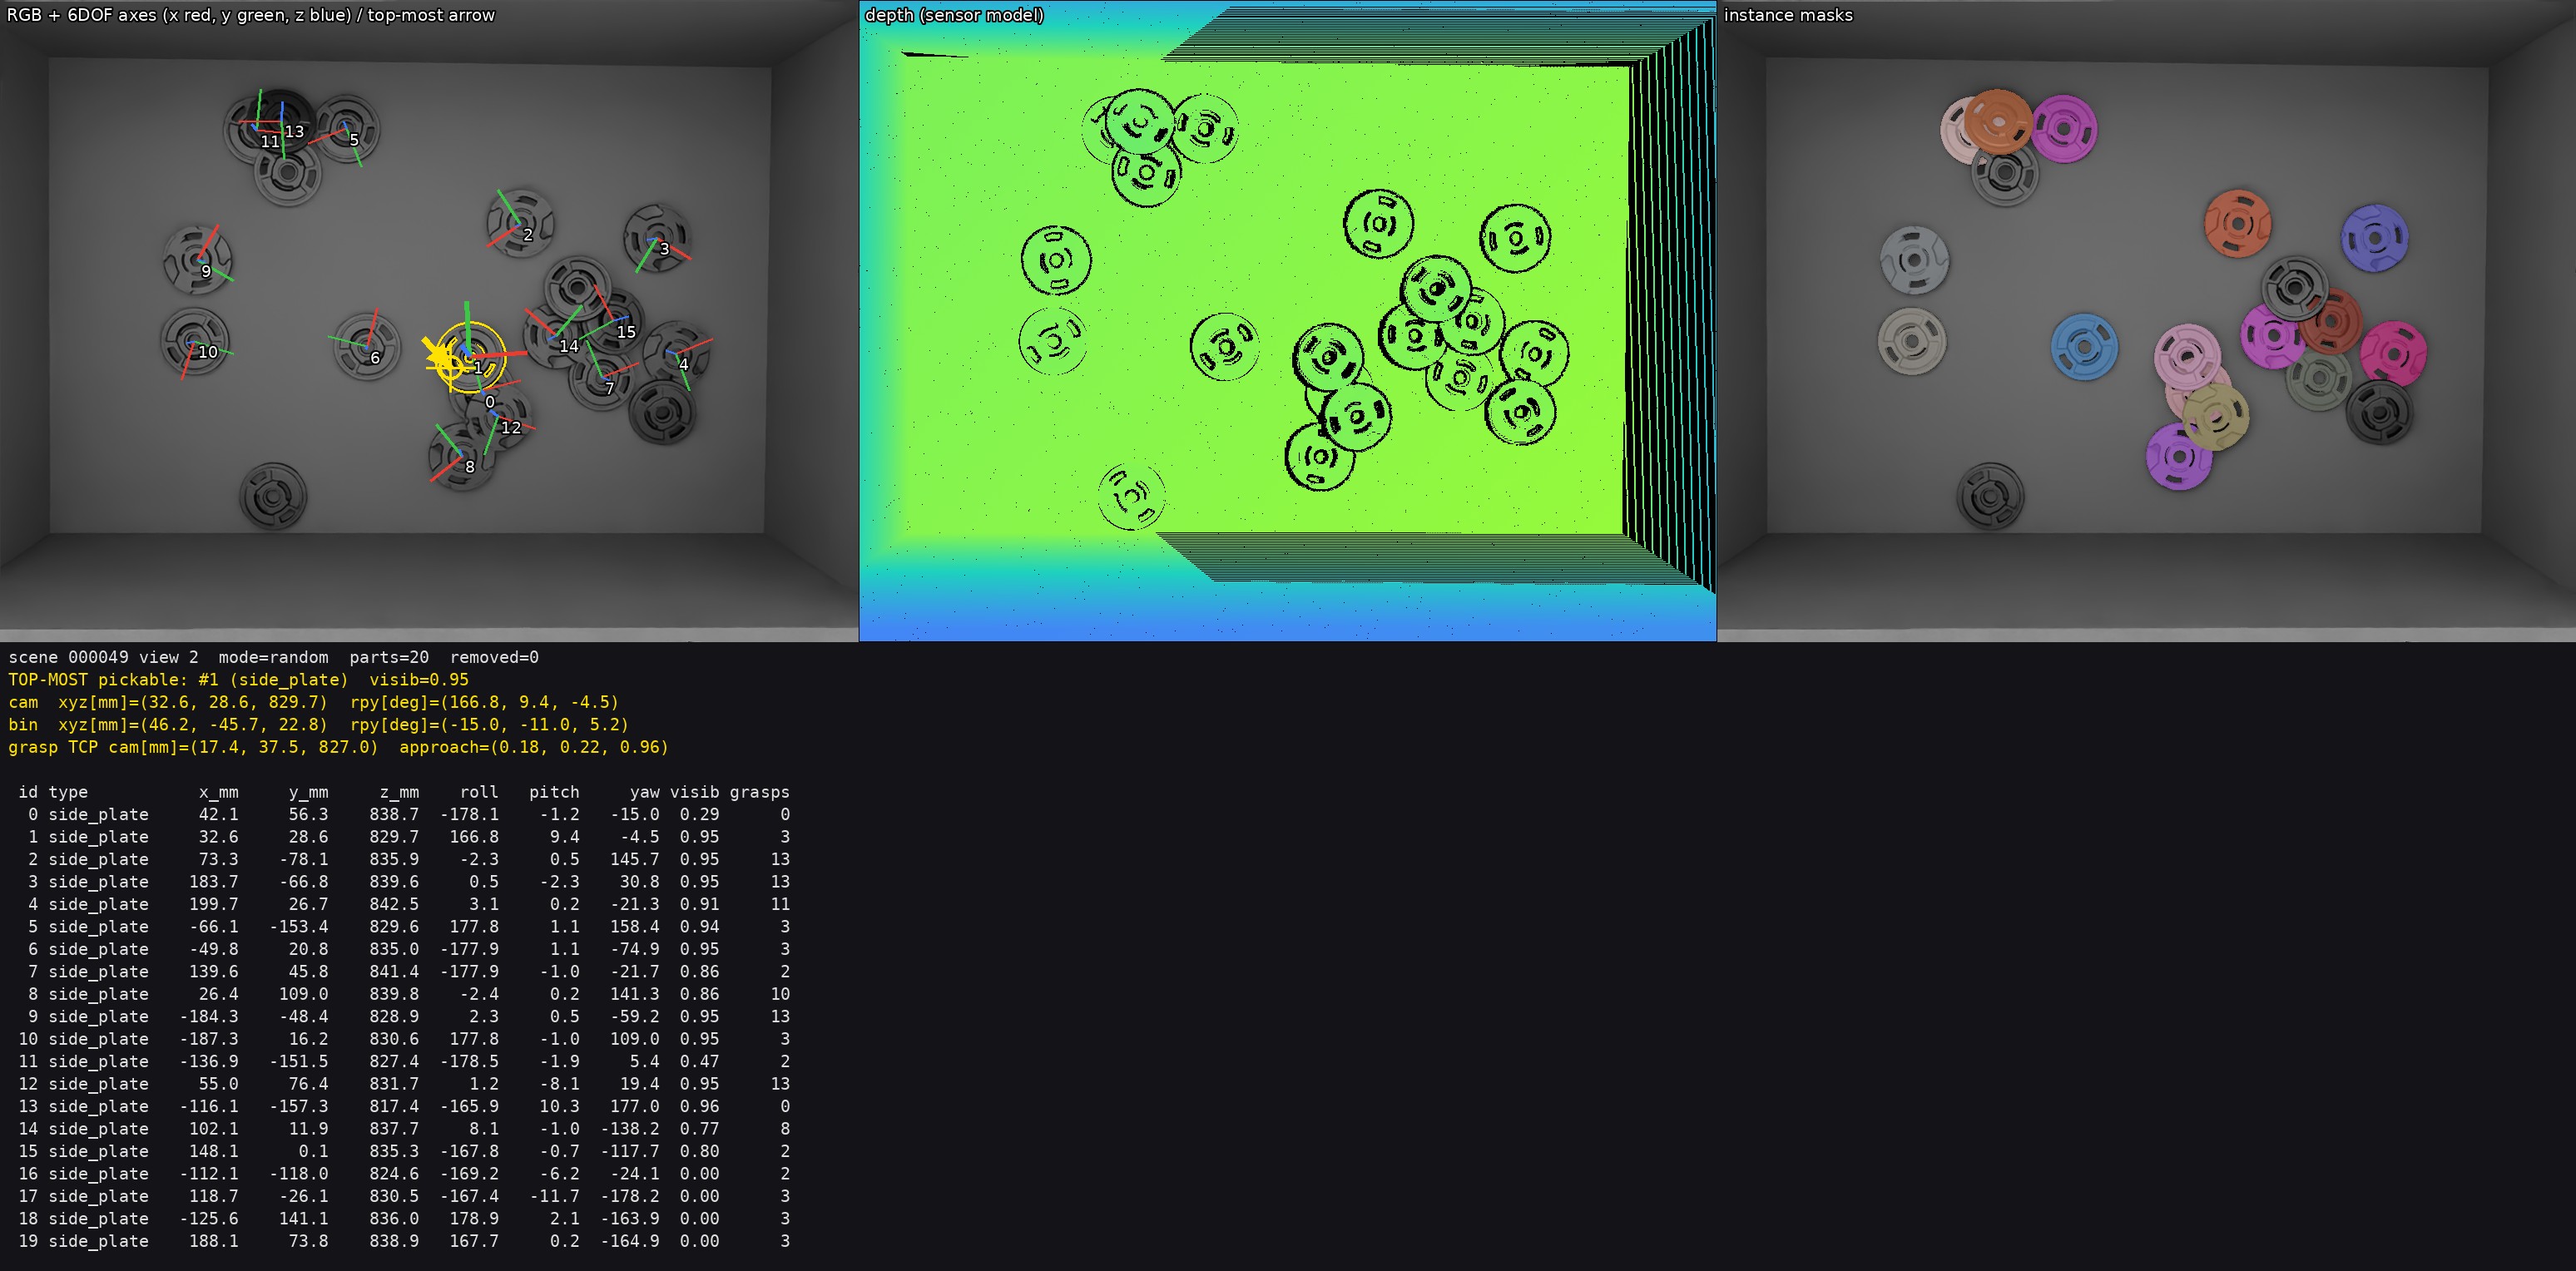 RGB + 6DOF axes (x red, y green, z blue) / top-most arrow
depth (sensor model)
instance masks
11
13
5
2
3
9
15
14
10
6
1
4
7
0
12
8
scene 000049 view 2  mode=random  parts=20  removed=0
TOP-MOST pickable: #1 (side_plate)  visib=0.95
cam  xyz[mm]=(32.6, 28.6, 829.7)  rpy[deg]=(166.8, 9.4, -4.5)
bin  xyz[mm]=(46.2, -45.7, 22.8)  rpy[deg]=(-15.0, -11.0, 5.2)
grasp TCP cam[mm]=(17.4, 37.5, 827.0)  approach=(0.18, 0.22, 0.96)
id type x_mm y_mm z_mm roll pitch yaw visib grasps
0 side_plate 42.1 56.3 838.7 -178.1 -1.2 -15.0 0.29 0
1 side_plate 32.6 28.6 829.7 166.8 9.4 -4.5 0.95 3
2 side_plate 73.3 -78.1 835.9 -2.3 0.5 145.7 0.95 13
3 side_plate 183.7 -66.8 839.6 0.5 -2.3 30.8 0.95 13
4 side_plate 199.7 26.7 842.5 3.1 0.2 -21.3 0.91 11
5 side_plate -66.1 -153.4 829.6 177.8 1.1 158.4 0.94 3
6 side_plate -49.8 20.8 835.0 -177.9 1.1 -74.9 0.95 3
7 side_plate 139.6 45.8 841.4 -177.9 -1.0 -21.7 0.86 2
8 side_plate 26.4 109.0 839.8 -2.4 0.2 141.3 0.86 10
9 side_plate -184.3 -48.4 828.9 2.3 0.5 -59.2 0.95 13
10 side_plate -187.3 16.2 830.6 177.8 -1.0 109.0 0.95 3
11 side_plate -136.9 -151.5 827.4 -178.5 -1.9 5.4 0.47 2
12 side_plate 55.0 76.4 831.7 1.2 -8.1 19.4 0.95 13
13 side_plate -116.1 -157.3 817.4 -165.9 10.3 177.0 0.96 0
14 side_plate 102.1 11.9 837.7 8.1 -1.0 -138.2 0.77 8
15 side_plate 148.1 0.1 835.3 -167.8 -0.7 -117.7 0.80 2
16 side_plate -112.1 -118.0 824.6 -169.2 -6.2 -24.1 0.00 2
17 side_plate 118.7 -26.1 830.5 -167.4 -11.7 -178.2 0.00 3
18 side_plate -125.6 141.1 836.0 178.9 2.1 -163.9 0.00 3
19 side_plate 188.1 73.8 838.9 167.7 0.2 -164.9 0.00 3